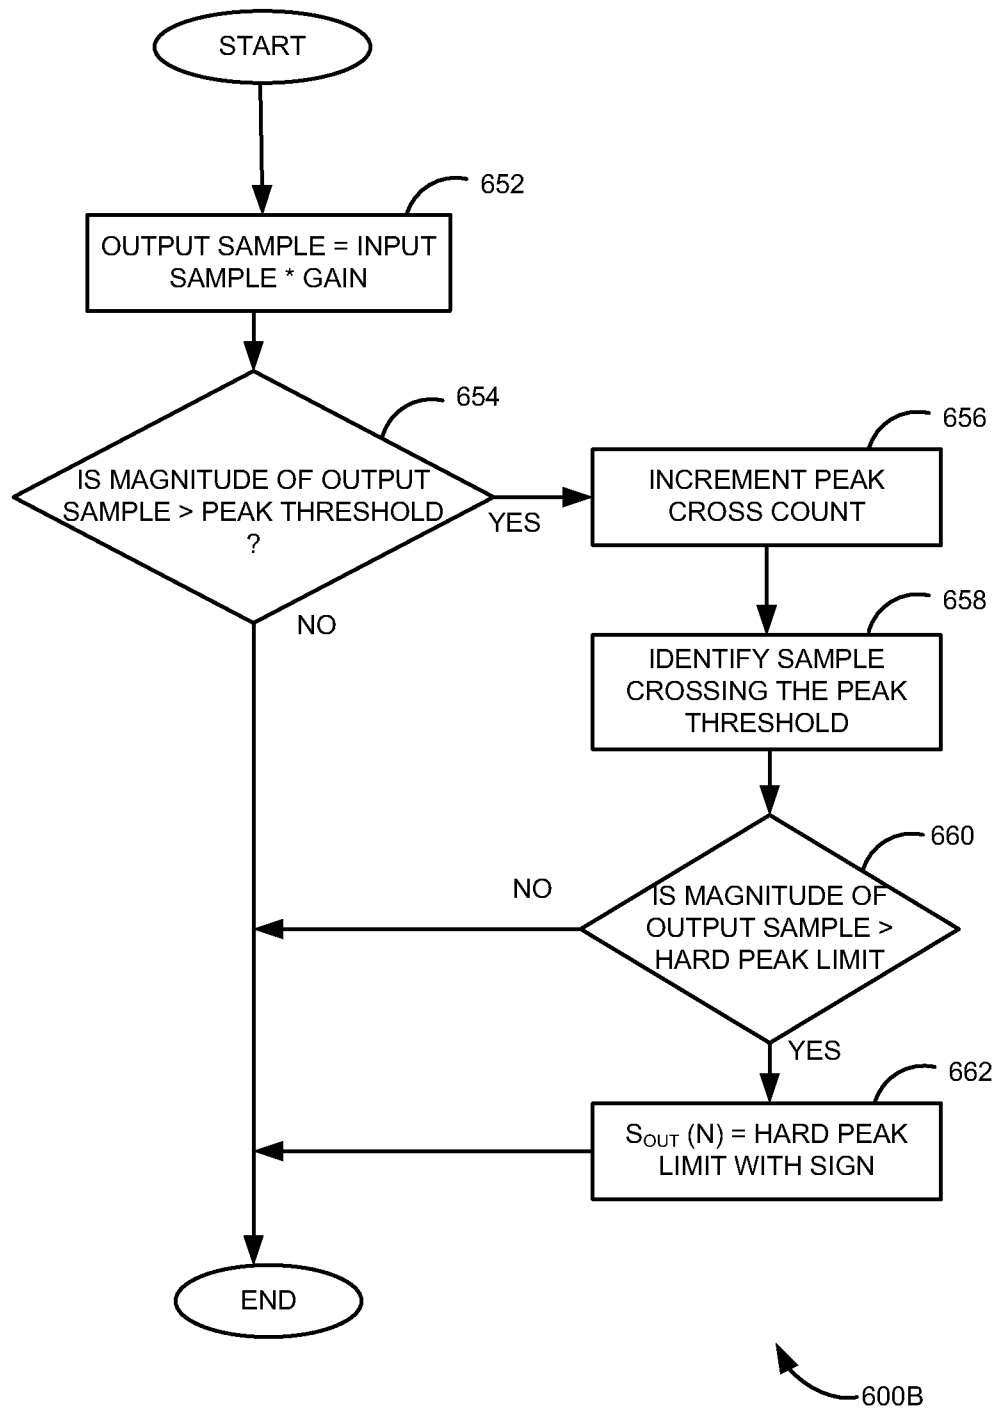 START
652
OUTPUT SAMPLE = INPUT
SAMPLE * GAIN
654
IS MAGNITUDE OF OUTPUT
SAMPLE > PEAK THRESHOLD
?
YES
NO
656
INCREMENT PEAK
CROSS COUNT
658
IDENTIFY SAMPLE
CROSSING THE PEAK
THRESHOLD
660
IS MAGNITUDE OF
OUTPUT SAMPLE >
HARD PEAK LIMIT
NO
YES
662
SOUT (N) = HARD PEAK
LIMIT WITH SIGN
END
600B